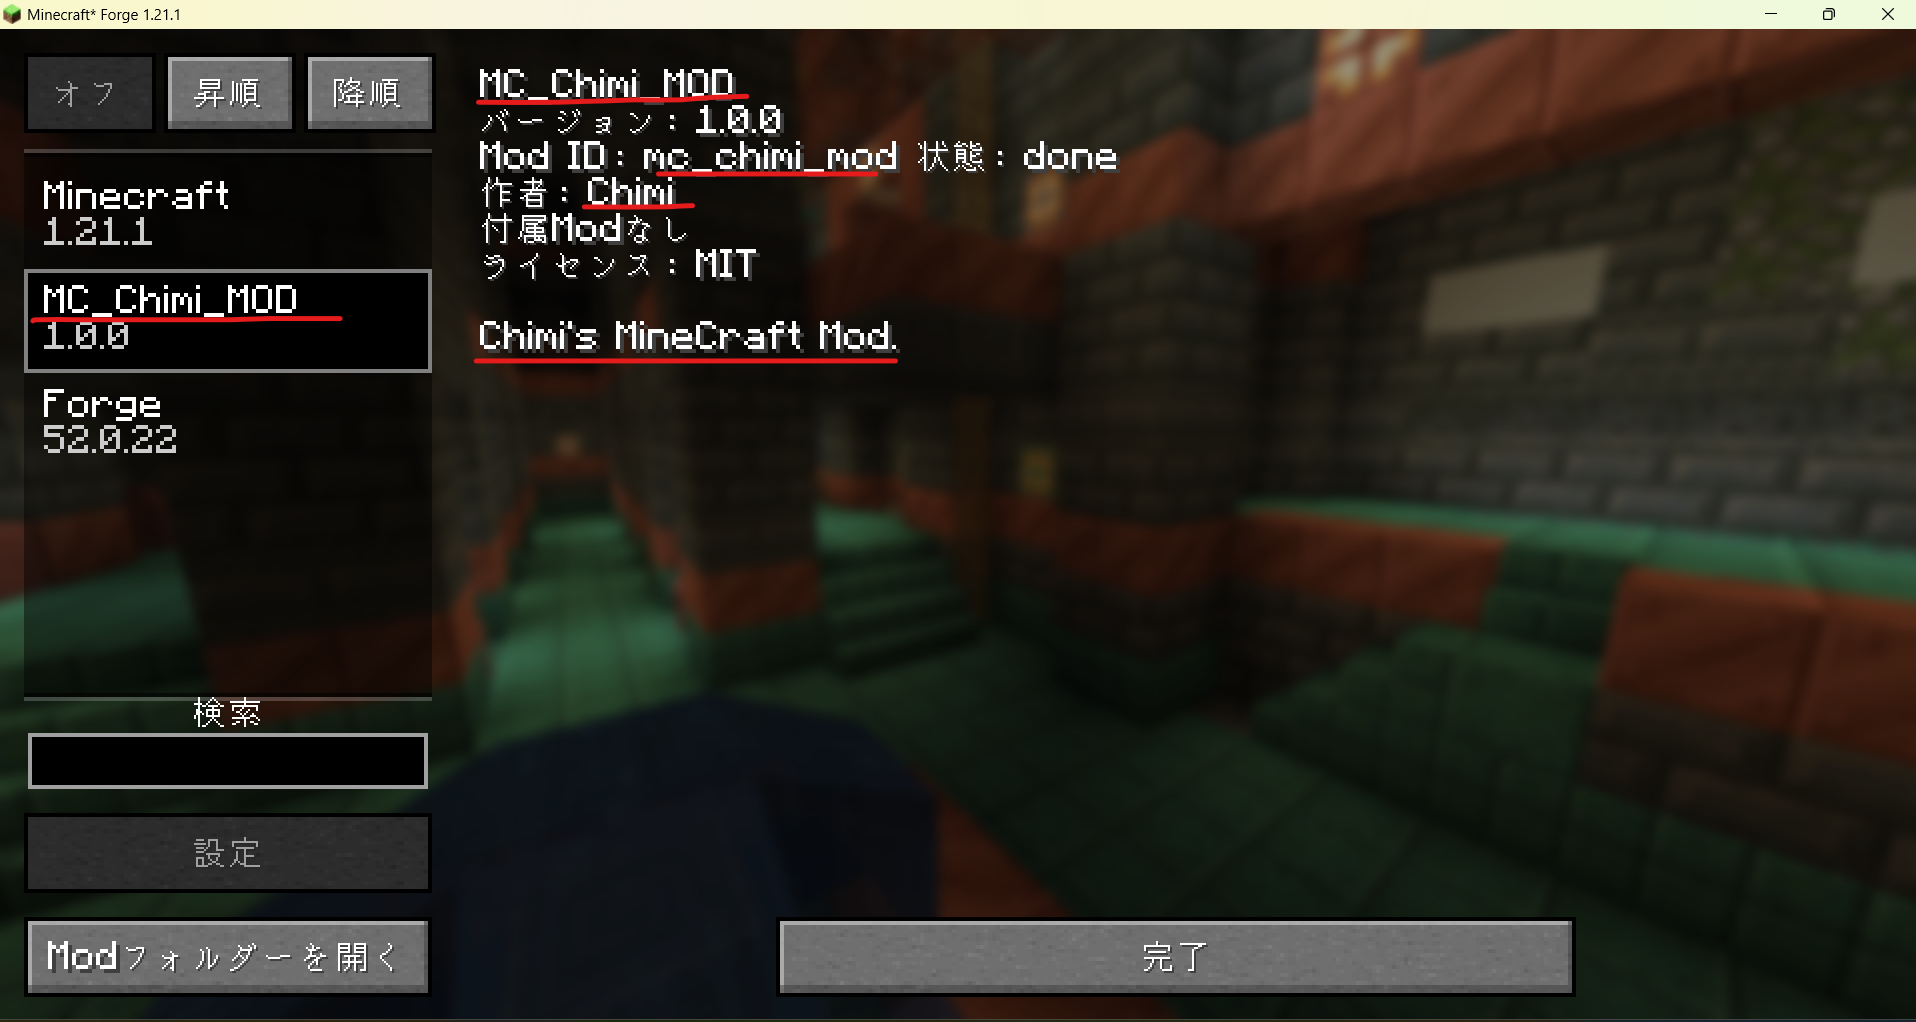 Minecraft* Forge 1.21.1
オフ
昇順
降順
Minecraft
1.21.1
MC_Chimi_MOD
1.0.0
Forge
52.0.22
検索
設定
Modフォルダーを開く
MC_Chimi_MOD
バージョン：1.0.0
Mod ID：mc_chimi_mod 状態：done
作者：Chimi
付属Modなし
ライセンス：MIT
Chimi's MineCraft Mod.
完了